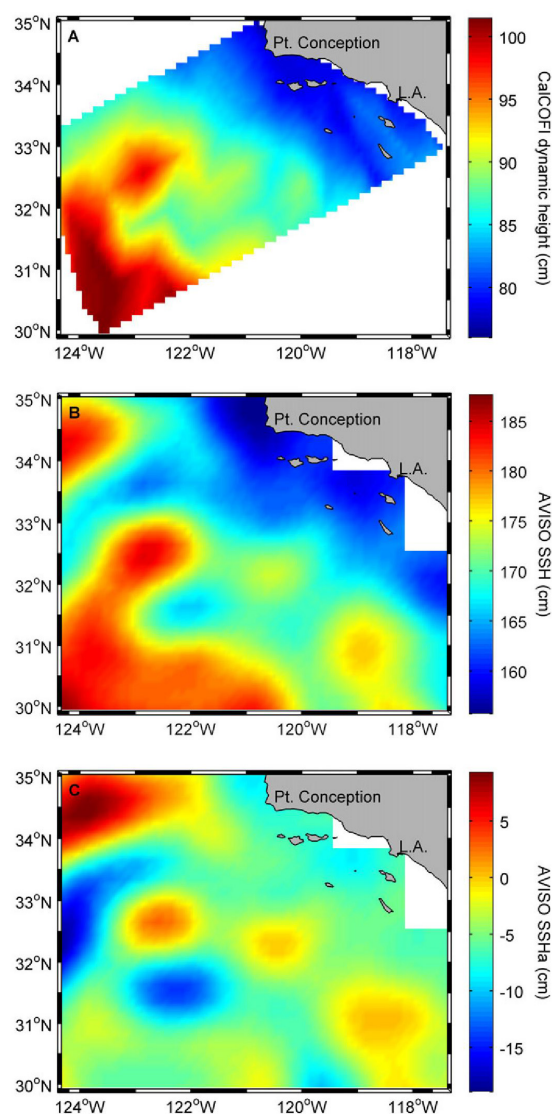 A
Pt. Conception
L.A.
35°N
34°N
33°N
32°N
31°N
30°N
124°W
122°W
120°W
118°W
100
95
90
85
80
CalCOFI dynamic height (cm)
B
Pt. Conception
L.A.
35°N
34°N
33°N
32°N
31°N
30°N
124°W
122°W
120°W
118°W
185
180
175
170
165
160
AVISO SSH (cm)
C
Pt. Conception
L.A.
35°N
34°N
33°N
32°N
31°N
30°N
124°W
122°W
120°W
118°W
5
0
-5
-10
-15
AVISO SSHa (cm)